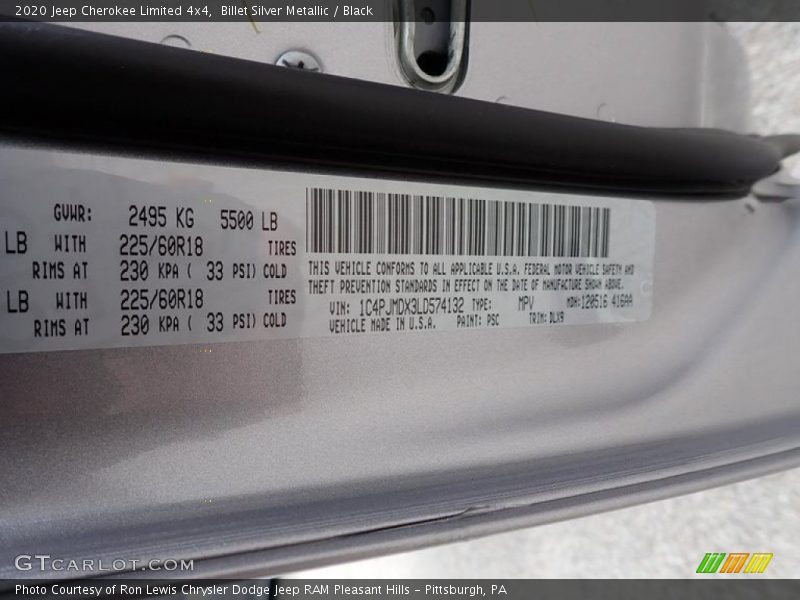 2020 Jeep Cherokee Limited 4x4,  Billet Silver Metallic / Black
GVWR: 2495 KG 5500 LB
LB WITH 225/60R18 TIRES
RIMS AT 230 KPA ( 33 PSI) COLD
LB WITH 225/60R18 TIRES
RIMS AT 230 KPA ( 33 PSI) COLD
THIS VEHICLE CONFORMS TO ALL APPLICABLE U.S.A. FEDERAL MOTOR VEHICLE SAFETY AND
THEFT PREVENTION STANDARDS IN EFFECT ON THE DATE OF MANUFACTURE SHOWN ABOVE.
VIN: 1C4PJMDX3LD574132 TYPE: MPV MDH:120516 416AA
VEHICLE MADE IN U.S.A. PAINT: PSC TRIM: DLX9
GTCARLOT.COM
Photo Courtesy of Ron Lewis Chrysler Dodge Jeep RAM Pleasant Hills - Pittsburgh, PA